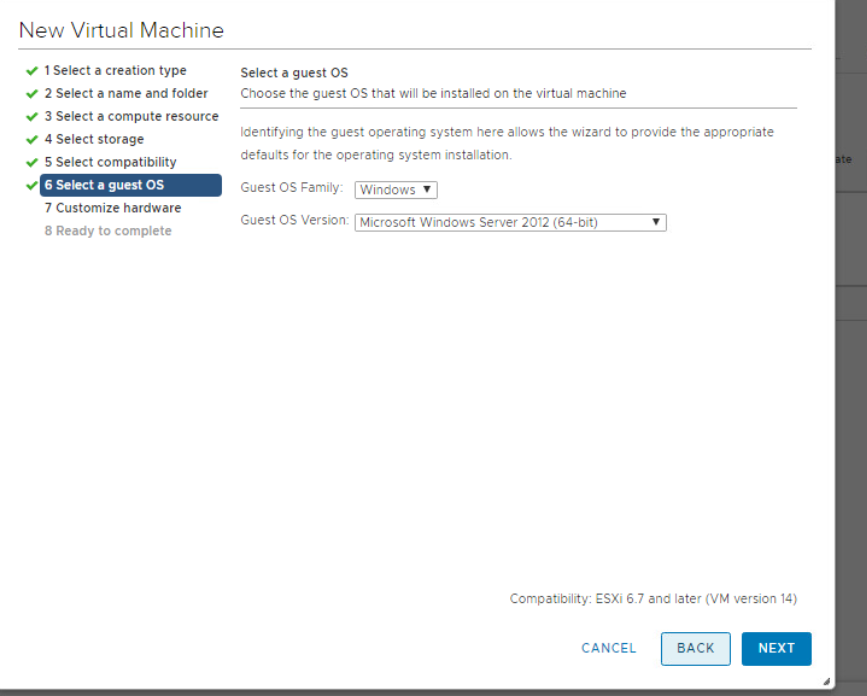 New Virtual Machine
1 Select a creation type
2 Select a name and folder
3 Select a compute resource
4 Select storage
5 Select compatibility
6 Select a guest OS
7 Customize hardware
8 Ready to complete
Select a guest OS
Choose the guest OS that will be installed on the virtual machine
Identifying the guest operating system here allows the wizard to provide the appropriate
defaults for the operating system installation.
Guest OS Family: Windows
Guest OS Version: Microsoft Windows Server 2012 (64-bit)
Compatibility: ESXi 6.7 and later (VM version 14)
CANCEL BACK NEXT
ate